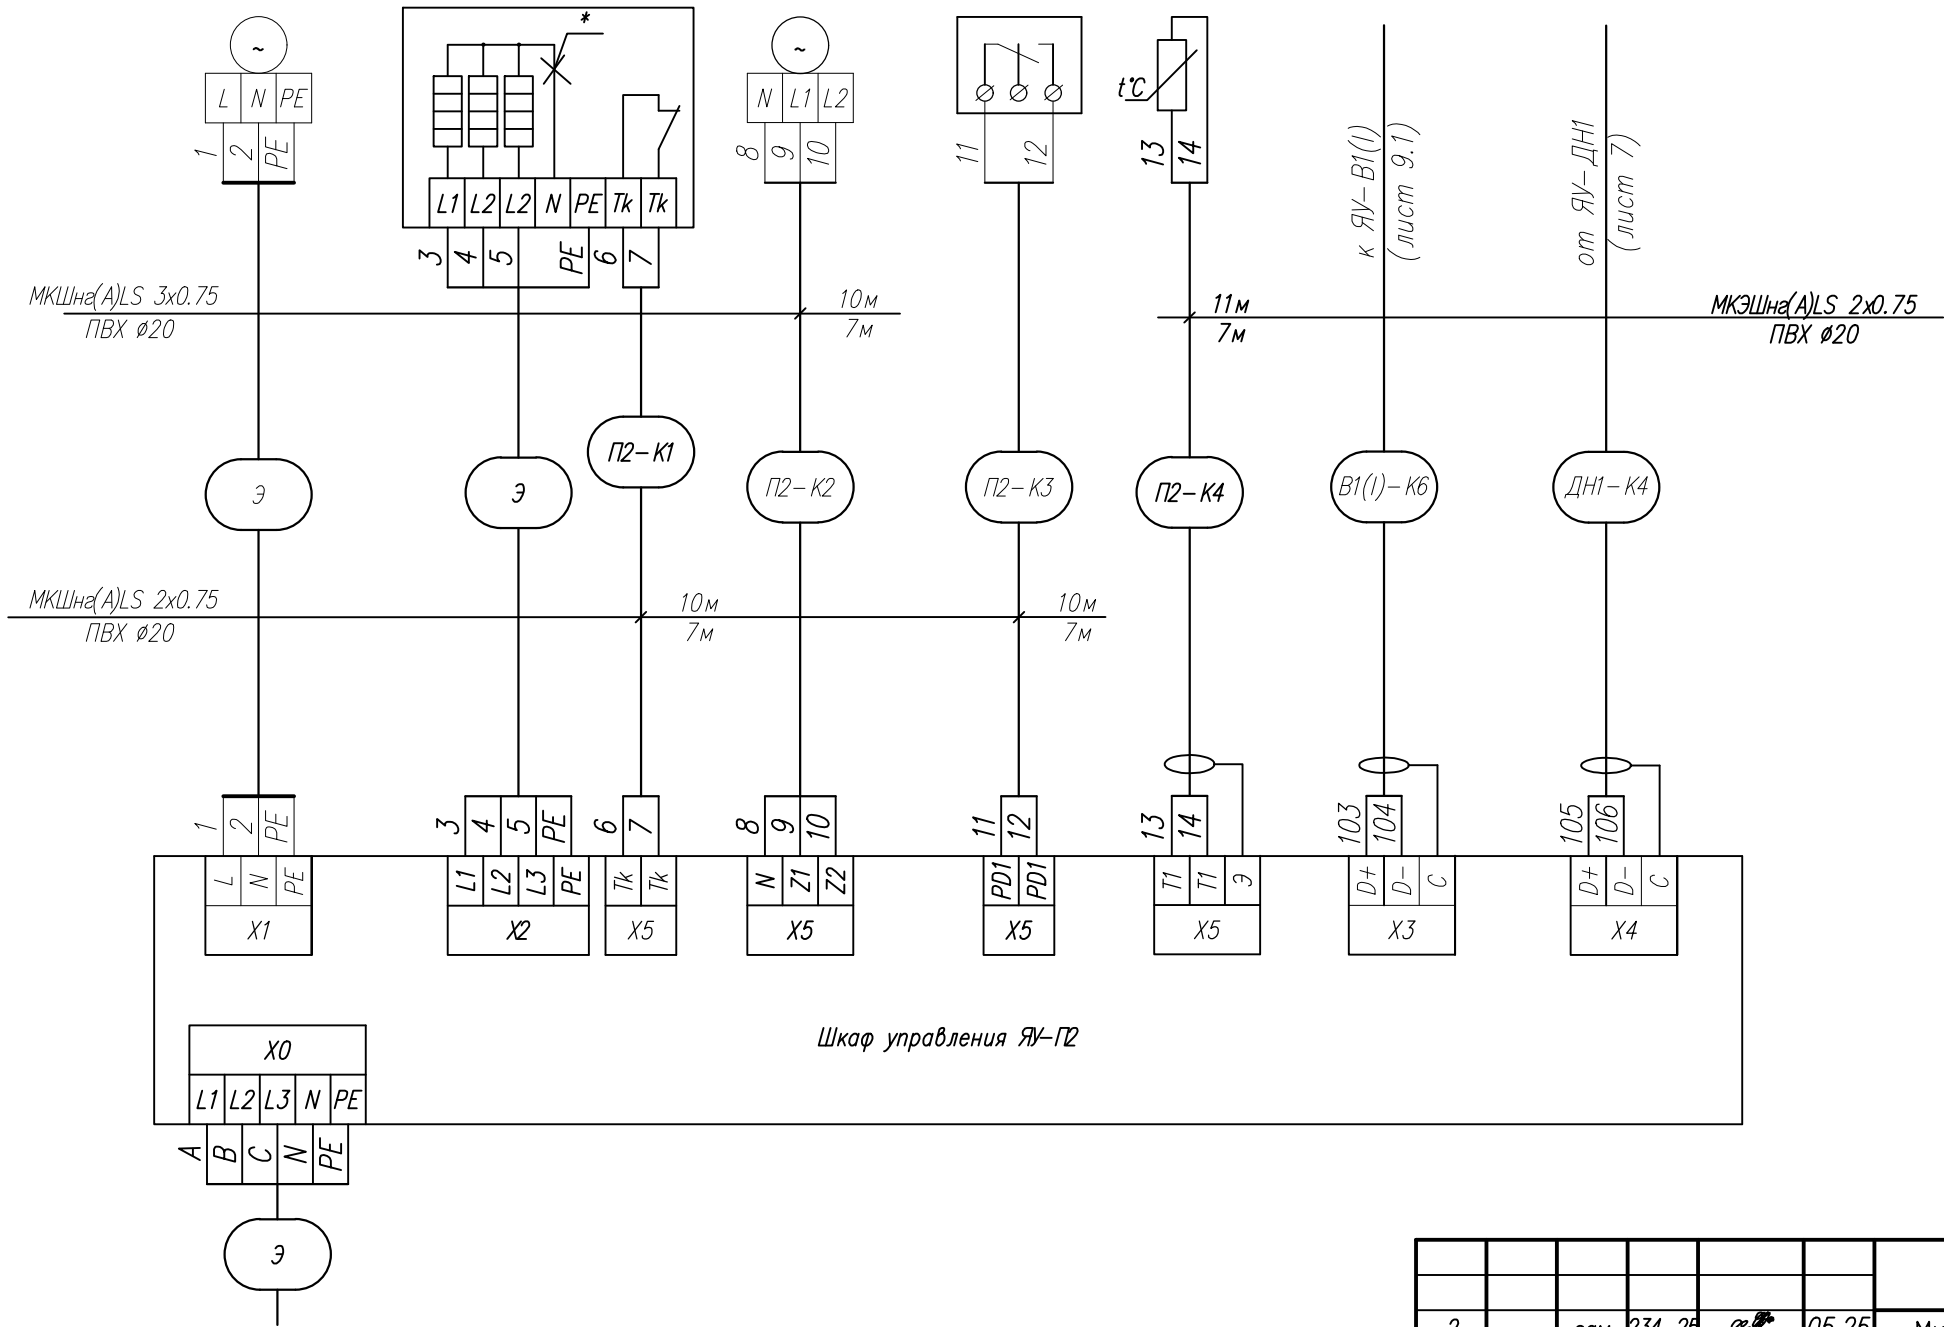 *
~
~
L N PE
N L1 L2
t°C
1 2 PE
8 9 10
11 12
13 14
к ЯУ-В1(I)
(лист 9.1)
от ЯУ-ДН1
(лист 7)
L1 L2 L2 N PE Tk Tk
3 4 5 PE 6 7
МКШнг(А)LS 3x0.75
ПВХ ø20
10м
7м
11м
7м
МКЭШнг(А)LS 2x0.75
ПВХ ø20
Э
Э
П2-К1
П2-К2
П2-К3
П2-К4
В1(I)-К6
ДН1-К4
МКШнг(А)LS 2x0.75
ПВХ ø20
10м
7м
10м
7м
1 2 PE
3 4 5 PE
6 7
8 9 10
11 12
13 14
103 104
105 106
L N PE
L1 L2 L3 PE
Tk Tk
N Z1 Z2
PD1 PD1
T1 T1 Э
D+ D- C
D+ D- C
X1
X2
X5
X5
X5
X5
X3
X4
Шкаф управления ЯУ-П2
X0
L1 L2 L3 N PE
A B C N PE
Э